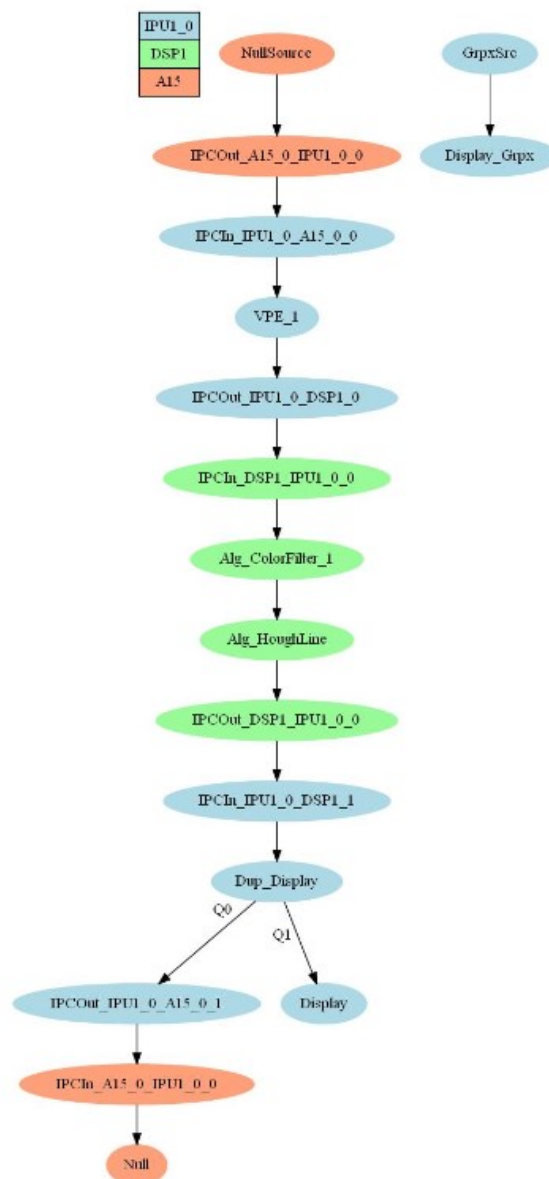 IPU1_0
DSP1
A15
NullSource
GrpxSrc
IPCOut_A15_0_IPU1_0_0
Display_Grpx
IPCIn_IPU1_0_A15_0_0
VPE_1
IPCOut_IPU1_0_DSP1_0
IPCIn_DSP1_IPU1_0_0
Alg_ColorFilter_1
Alg_HoughLine
IPCOut_DSP1_IPU1_0_0
IPCIn_IPU1_0_DSP1_1
Dup_Display
Q0
Q1
IPCOut_IPU1_0_A15_0_1
Display
IPCIn_A15_0_IPU1_0_0
Null